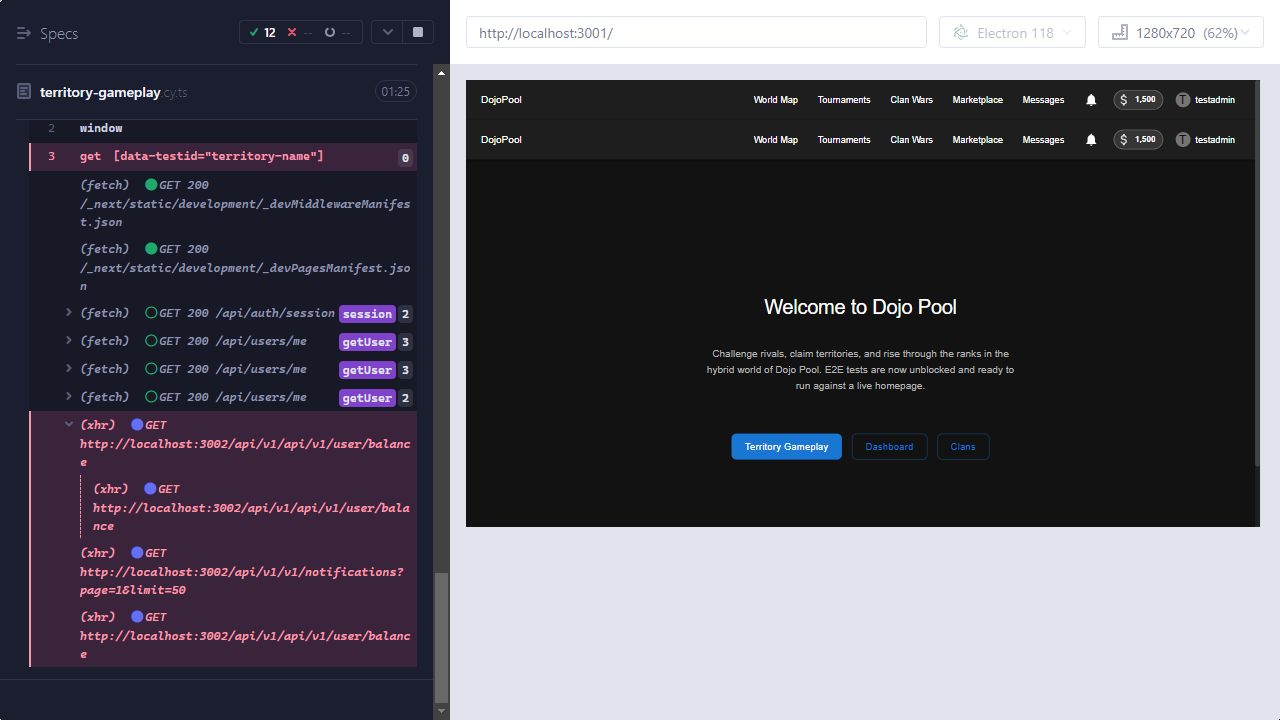 Specs
12
--
--
http://localhost:3001/
Electron 118
1280x720 (62%)
territory-gameplay.cy.ts
01:25
2 window
3 get [data-testid="territory-name"] 0
(fetch) GET 200
/_next/static/development/_devMiddlewareManifes
t.json
(fetch) GET 200
/_next/static/development/_devPagesManifest.jso
n
(fetch) GET 200 /api/auth/session session 2
(fetch) GET 200 /api/users/me getUser 3
(fetch) GET 200 /api/users/me getUser 3
(fetch) GET 200 /api/users/me getUser 2
(xhr) GET
http://localhost:3002/api/v1/api/v1/user/balanc
e
(xhr) GET
http://localhost:3002/api/v1/api/v1/user/bala
nce
(xhr) GET
http://localhost:3002/api/v1/v1/notifications?
page=1&limit=50
(xhr) GET
http://localhost:3002/api/v1/api/v1/user/balanc
e
DojoPool World Map Tournaments Clan Wars Marketplace Messages $ 1,500 T testadmin
DojoPool World Map Tournaments Clan Wars Marketplace Messages $ 1,500 T testadmin
Welcome to Dojo Pool
Challenge rivals, claim territories, and rise through the ranks in the
hybrid world of Dojo Pool. E2E tests are now unblocked and ready to
run against a live homepage.
Territory Gameplay Dashboard Clans